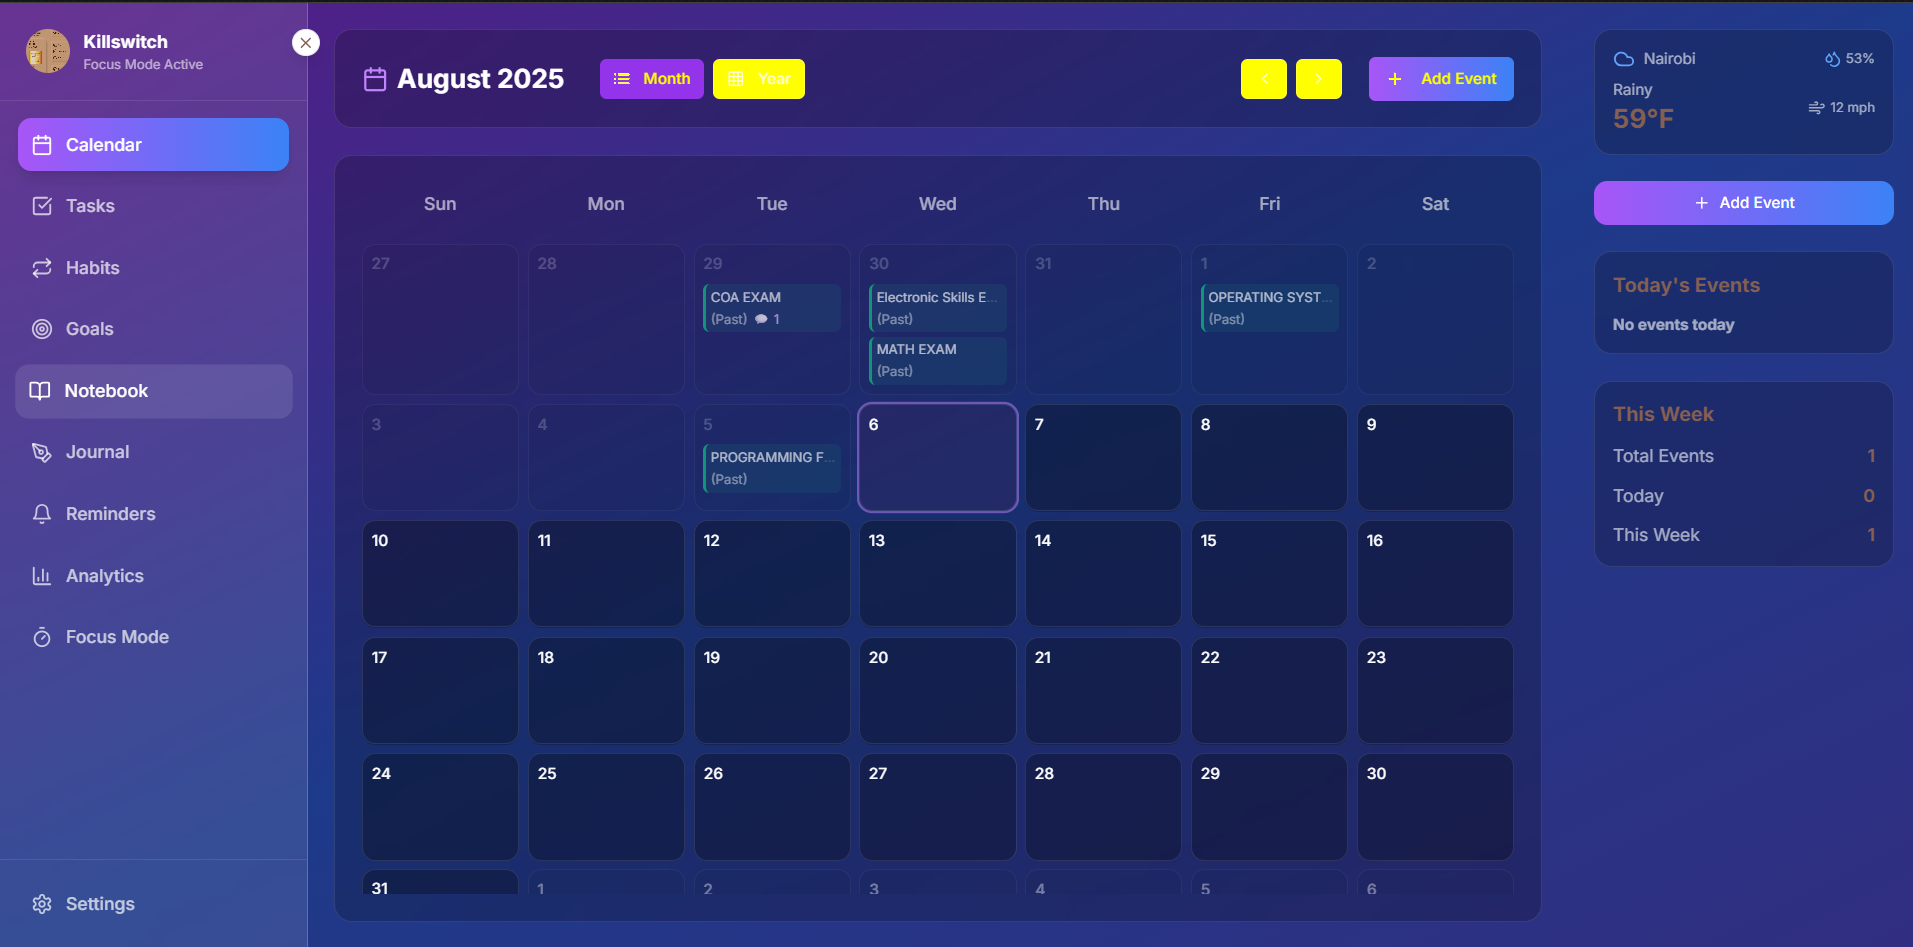 Killswitch
Focus Mode Active
Calendar
Tasks
Habits
Goals
Notebook
Journal
Reminders
Analytics
Focus Mode
Settings
August 2025
Month
Year
Add Event
Sun Mon Tue Wed Thu Fri Sat
27 28 29 30 31 1 2
COA EXAM
(Past) 1
Electronic Skills E...
(Past)
MATH EXAM
(Past)
OPERATING SYST...
(Past)
3 4 5 6 7 8 9
PROGRAMMING F...
(Past)
10 11 12 13 14 15 16
17 18 19 20 21 22 23
24 25 26 27 28 29 30
31 1 2 3 4 5 6
Nairobi 53%
Rainy
59°F
12 mph
Add Event
Today's Events
No events today
This Week
Total Events 1
Today 0
This Week 1